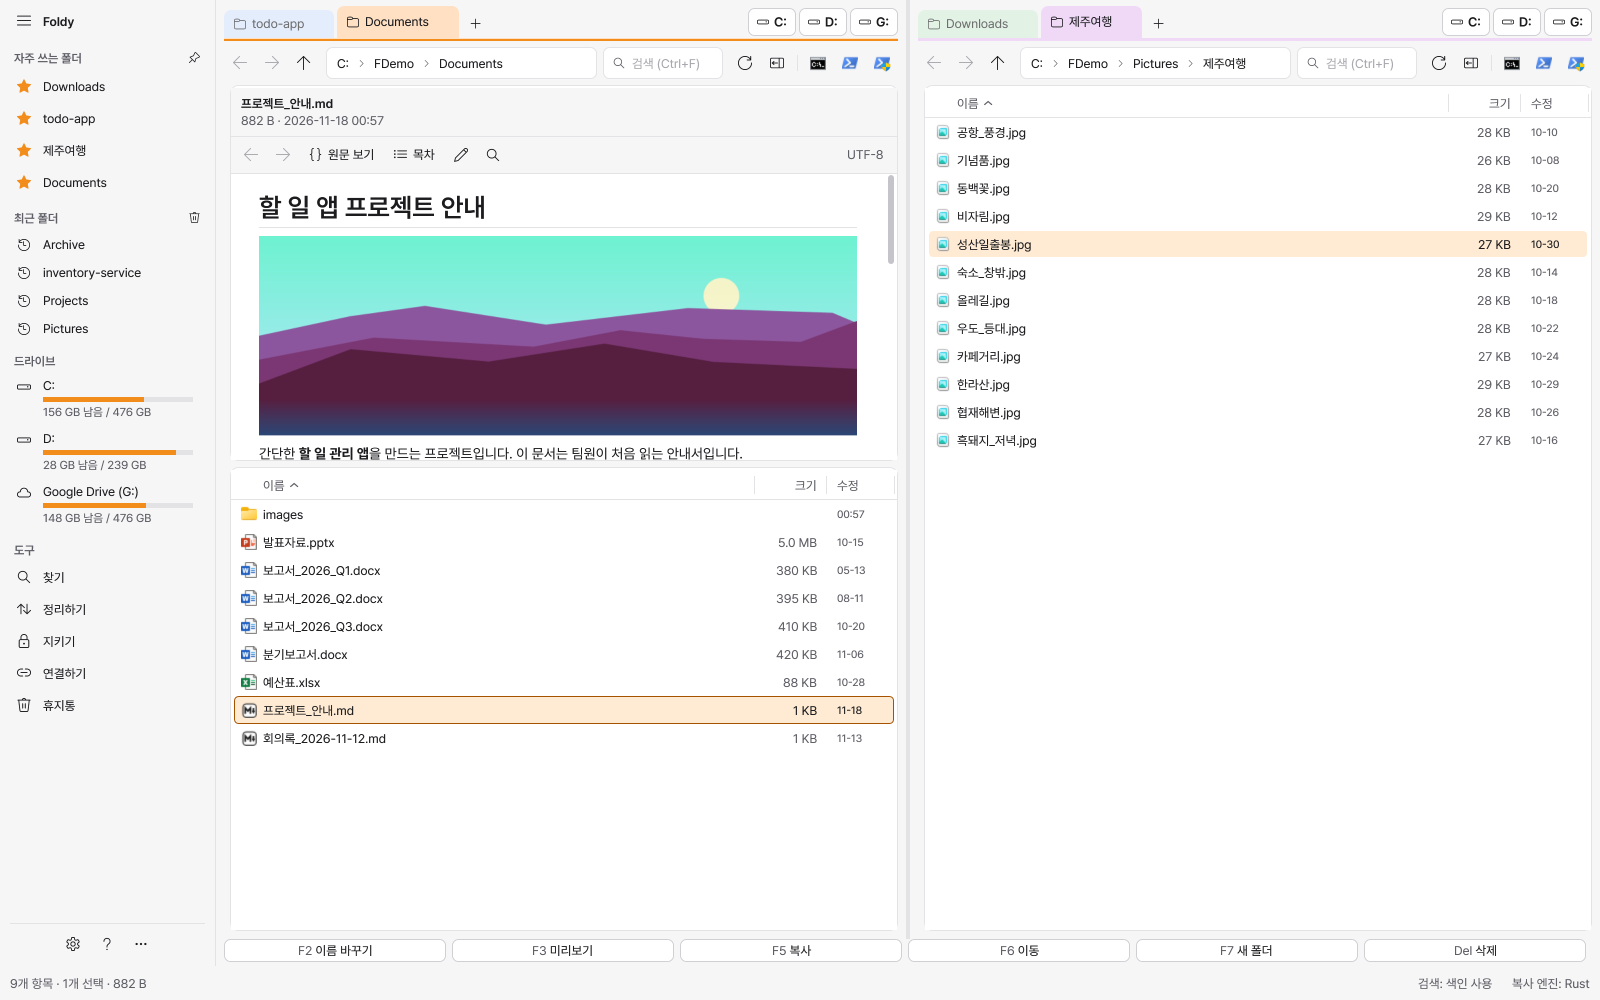 Foldy
자주 쓰는 폴더
Downloads
todo-app
제주여행
Documents
최근 폴더
Archive
inventory-service
Projects
Pictures
드라이브
C:
156 GB 남음 / 476 GB
D:
28 GB 남음 / 239 GB
Google Drive (G:)
148 GB 남음 / 476 GB
도구
찾기
정리하기
지키기
연결하기
휴지통
todo-app Documents C: D: G:
C: FDemo Documents 검색 (Ctrl+F)
프로젝트_안내.md
882 B · 2026-11-18 00:57
{} 원문 보기 목차 UTF-8
할 일 앱 프로젝트 안내
간단한 할 일 관리 앱을 만드는 프로젝트입니다. 이 문서는 팀원이 처음 읽는 안내서입니다.
이름 크기 수정
images 00:57
발표자료.pptx 5.0 MB 10-15
보고서_2026_Q1.docx 380 KB 05-13
보고서_2026_Q2.docx 395 KB 08-11
보고서_2026_Q3.docx 410 KB 10-20
분기보고서.docx 420 KB 11-06
예산표.xlsx 88 KB 10-28
프로젝트_안내.md 1 KB 11-18
회의록_2026-11-12.md 1 KB 11-13
Downloads 제주여행 C: D: G:
C: FDemo Pictures 제주여행 검색 (Ctrl+F)
이름 크기 수정
공항_풍경.jpg 28 KB 10-10
기념품.jpg 26 KB 10-08
동백꽃.jpg 28 KB 10-20
비자림.jpg 29 KB 10-12
성산일출봉.jpg 27 KB 10-30
숙소_창밖.jpg 28 KB 10-14
올레길.jpg 28 KB 10-18
우도_등대.jpg 28 KB 10-22
카페거리.jpg 27 KB 10-24
한라산.jpg 29 KB 10-29
협재해변.jpg 28 KB 10-26
흑돼지_저녁.jpg 27 KB 10-16
F2 이름 바꾸기 F3 미리보기 F5 복사 F6 이동 F7 새 폴더 Del 삭제
9개 항목 · 1개 선택 · 882 B 검색: 색인 사용 복사 엔진: Rust